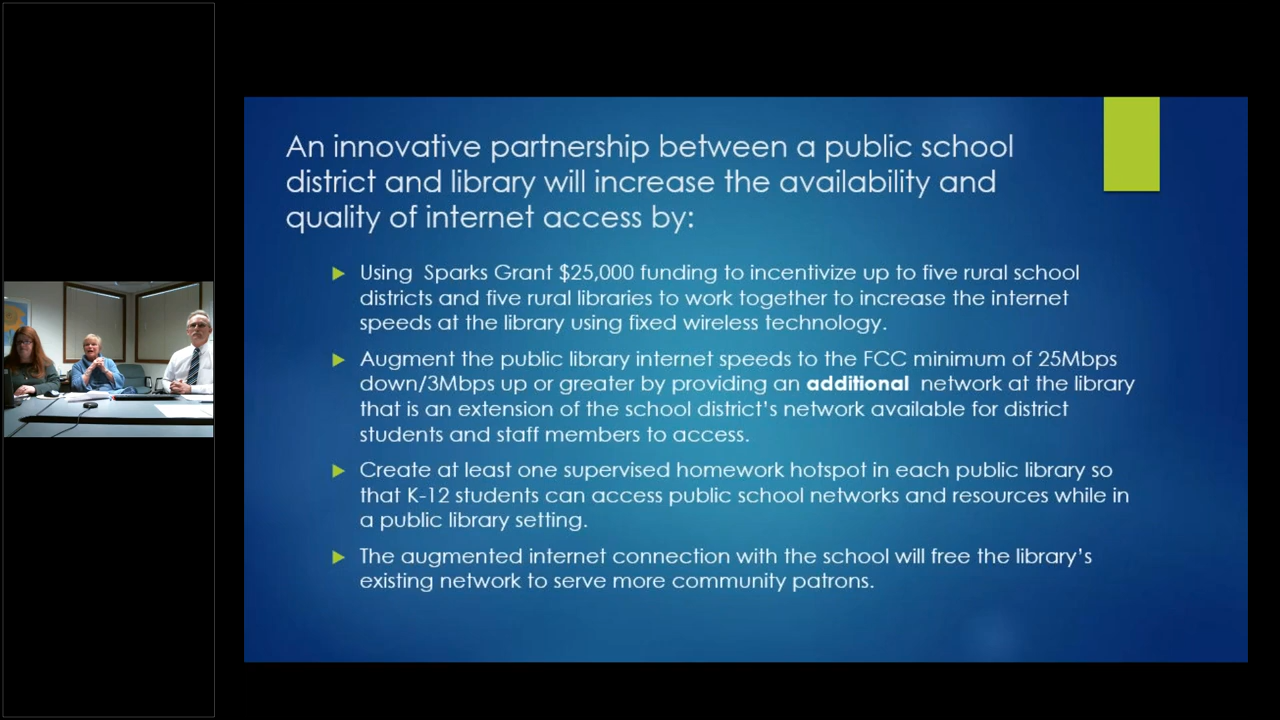 An innovative partnership between a public school
district and library will increase the availability and
quality of internet access by:
Using Sparks Grant $25,000 funding to incentivize up to five rural school
districts and five rural libraries to work together to increase the internet
speeds at the library using fixed wireless technology.
Augment the public library internet speeds to the FCC minimum of 25Mbps
down/3Mbps up or greater by providing an additional network at the library
that is an extension of the school district's network available for district
students and staff members to access.
Create at least one supervised homework hotspot in each public library so
that K-12 students can access public school networks and resources while in
a public library setting.
The augmented internet connection with the school will free the library's
existing network to serve more community patrons.